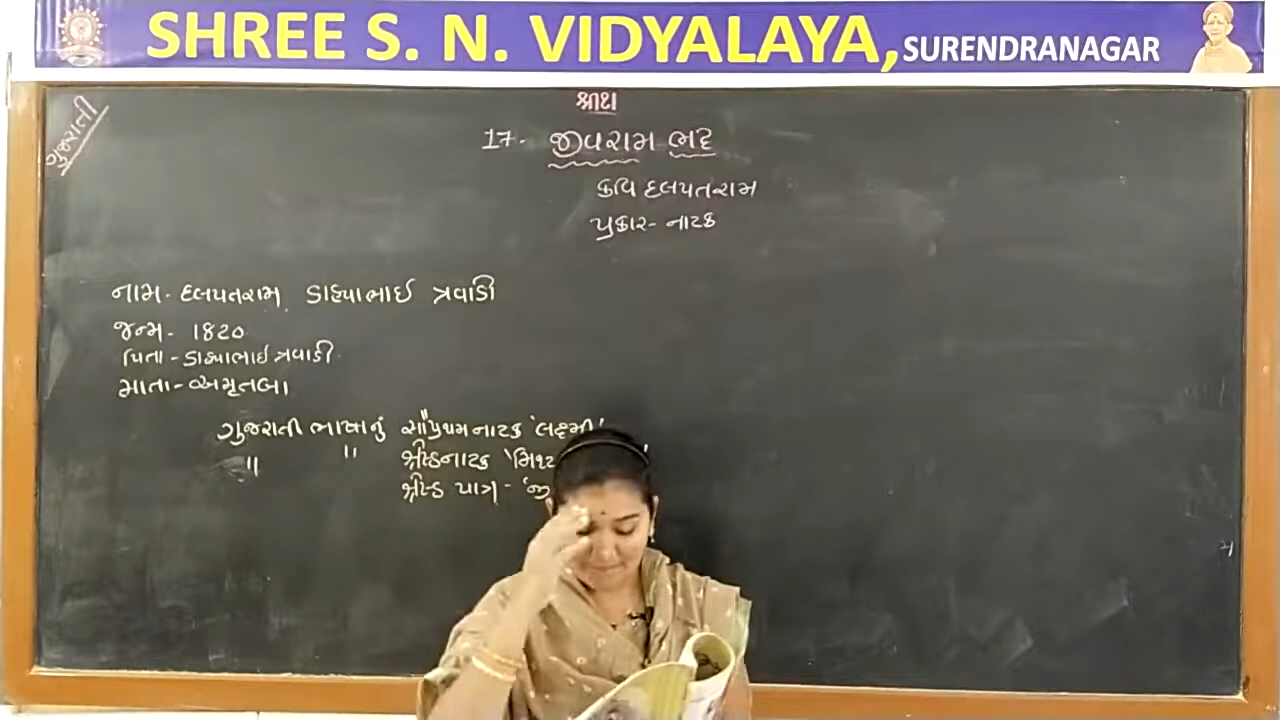 SHREE S. N. VIDYALAYA, SURENDRANAGAR
ગુજરાતી
શ્રીજી
17. જીવરામ ભટ્ટ
કવિ દલપતરામ
પ્રકાર - નાટક
નામ - દલપતરામ ડાહ્યાભાઈ ત્રવાડી
જન્મ - 1820
પિતા - ડાહ્યાભાઈ ત્રવાડી
માતા - અમૃતબા
ગુજરાતી ભાષાનું સૌપ્રથમ નાટક 'લક્ષ્મી'
" " શ્રેષ્ઠ નાટક
શ્રેષ્ઠ પાત્ર -